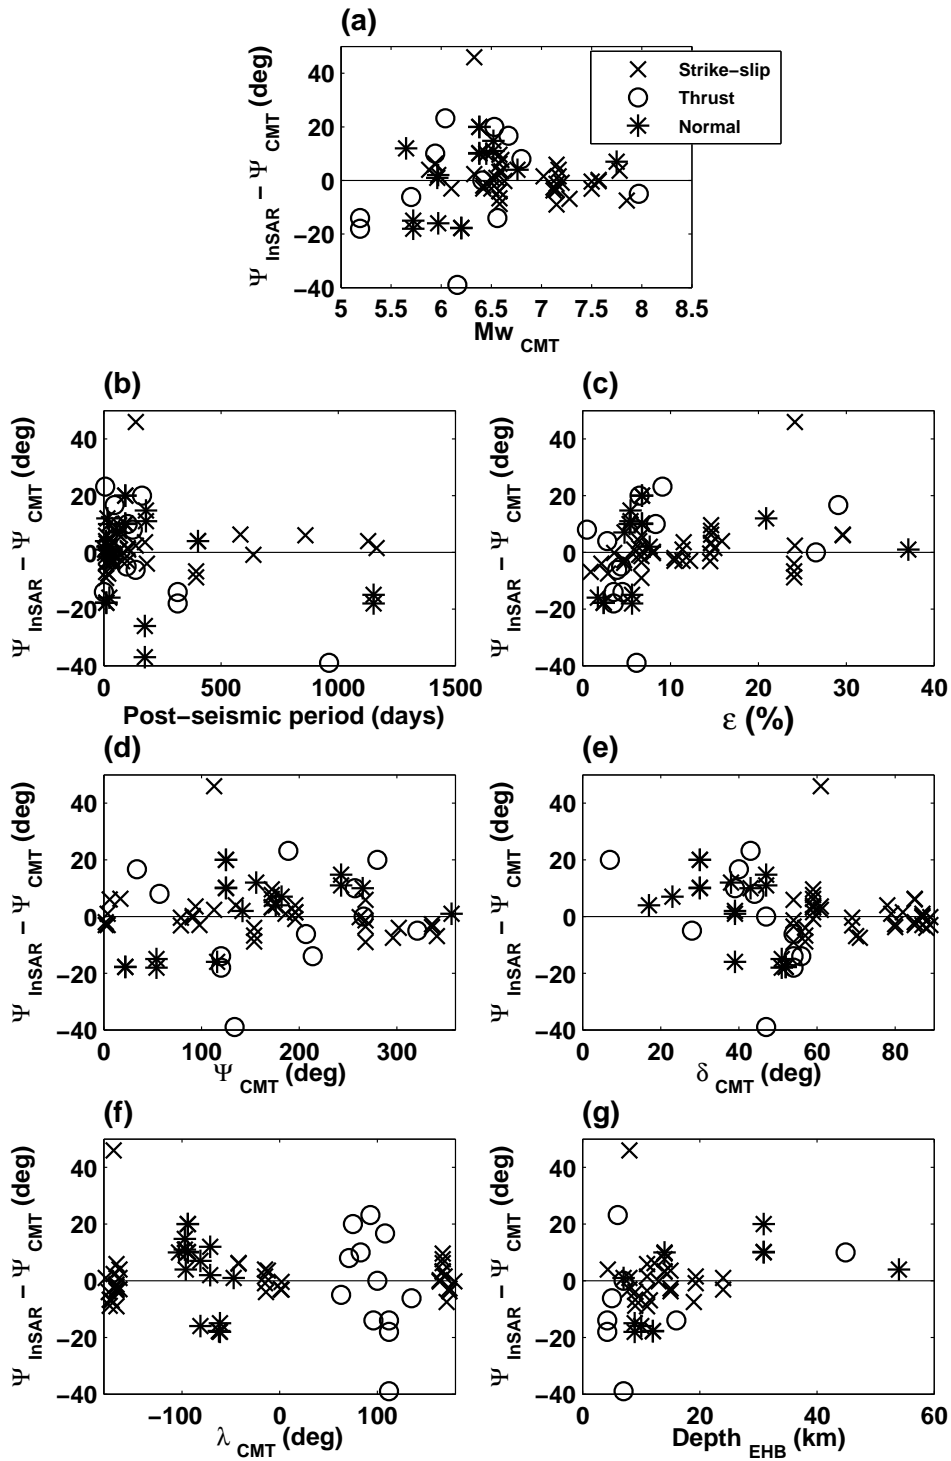 (a)
Ψ InSAR − Ψ CMT (deg)
40
20
0
−20
−40
5 5.5 6 6.5 7 7.5 8 8.5
Mw CMT
Strike−slip
Thrust
Normal
(b)
Ψ InSAR − Ψ CMT (deg)
40
20
0
−20
−40
0 500 1000 1500
Post−seismic period (days)
(c)
Ψ InSAR − Ψ CMT (deg)
40
20
0
−20
−40
0 10 20 30 40
ε (%)
(d)
Ψ InSAR − Ψ CMT (deg)
40
20
0
−20
−40
0 100 200 300
Ψ CMT (deg)
(e)
Ψ InSAR − Ψ CMT (deg)
40
20
0
−20
−40
0 20 40 60 80
δ CMT (deg)
(f)
Ψ InSAR − Ψ CMT (deg)
40
20
0
−20
−40
−100 0 100
λ CMT (deg)
(g)
Ψ InSAR − Ψ CMT (deg)
40
20
0
−20
−40
0 20 40 60
Depth EHB (km)